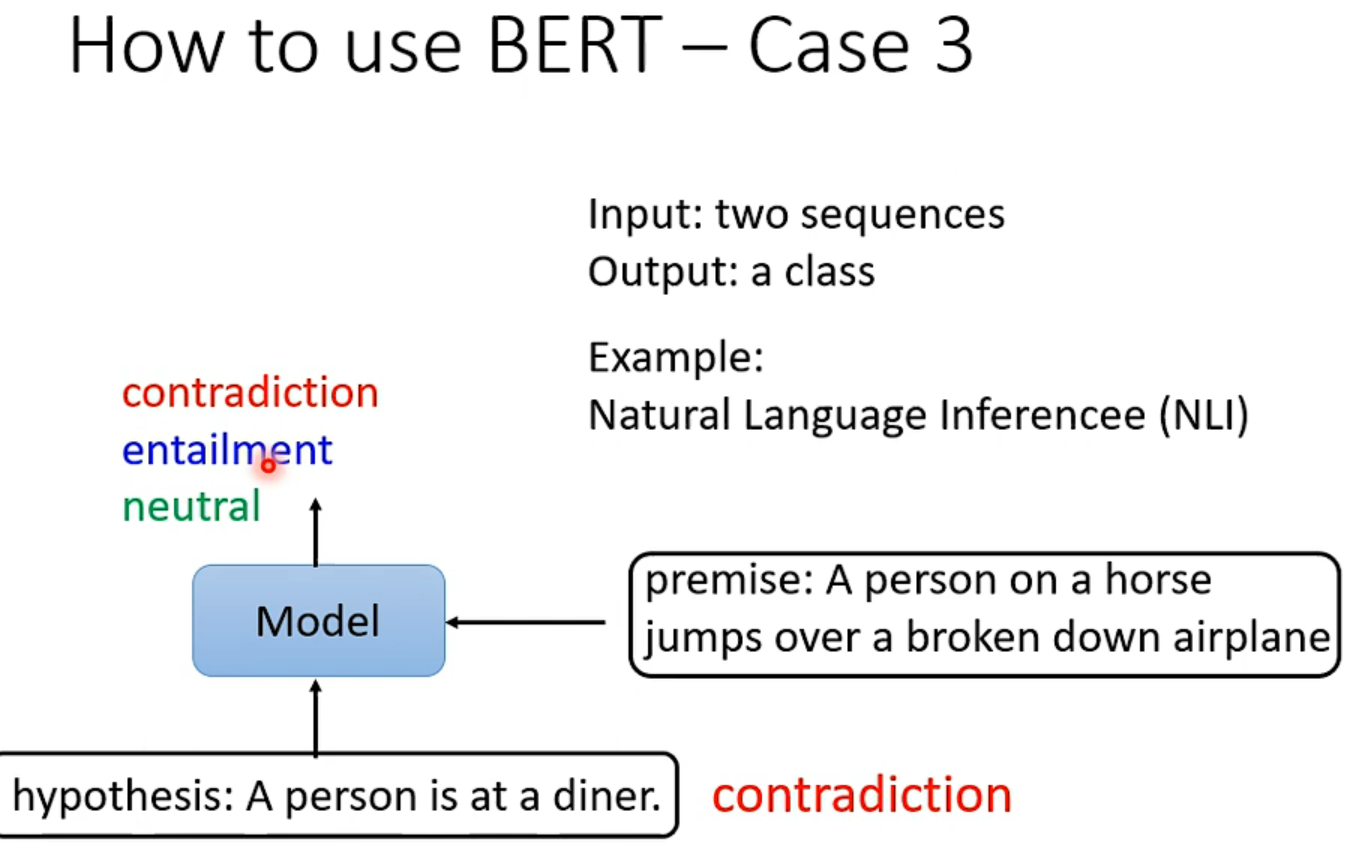 How to use BERT – Case 3
Input: two sequences
Output: a class
Example:
Natural Language Inferencee (NLI)
contradiction
entailment
neutral
Model
premise: A person on a horse
jumps over a broken down airplane
hypothesis: A person is at a diner.
contradiction